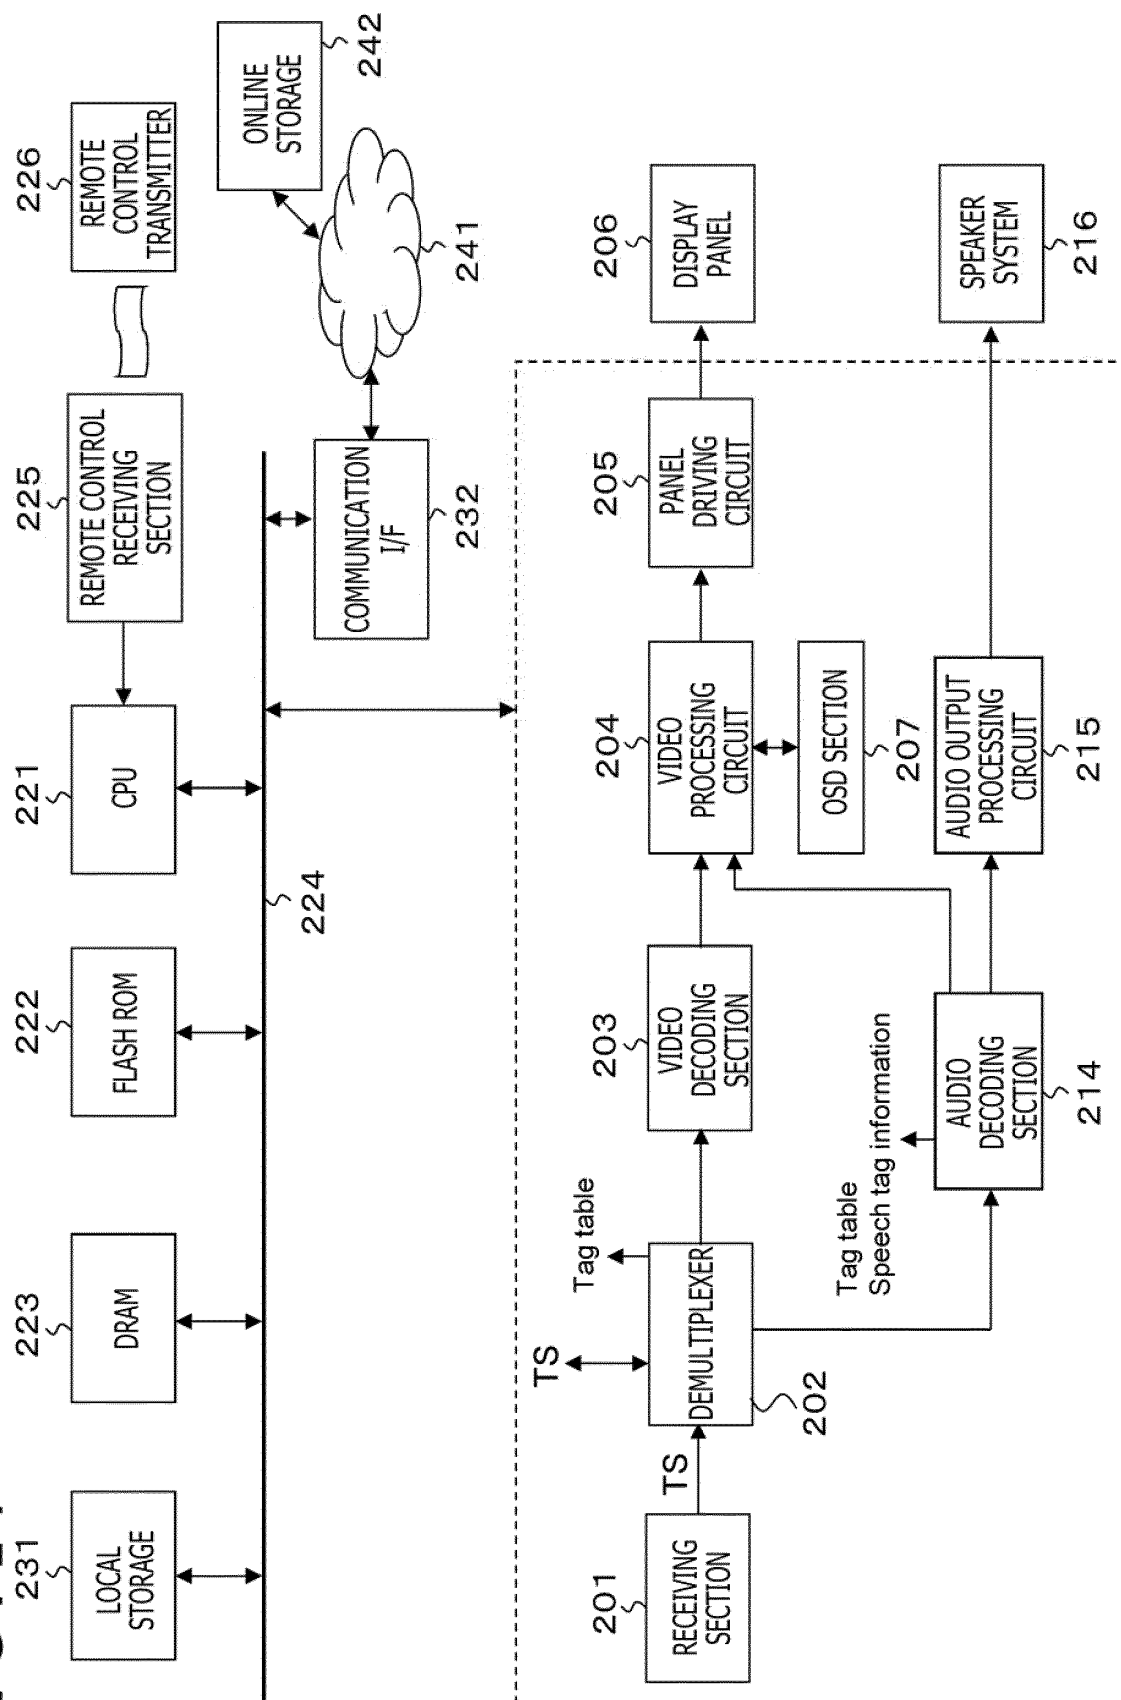 231
LOCAL
STORAGE
223
DRAM
222
FLASH ROM
221
CPU
225
REMOTE CONTROL
RECEIVING
SECTION
226
REMOTE
CONTROL
TRANSMITTER
224
COMMUNICATION
I/F
232
241
ONLINE
STORAGE
242
201
RECEIVING
SECTION
TS
TS
DEMULTIPLEXER
202
Tag table
203
VIDEO
DECODING
SECTION
204
VIDEO
PROCESSING
CIRCUIT
205
PANEL
DRIVING
CIRCUIT
206
DISPLAY
PANEL
OSD SECTION
207
Tag table
Speech tag information
AUDIO
DECODING
SECTION
214
AUDIO OUTPUT
PROCESSING
CIRCUIT
215
SPEAKER
SYSTEM
216